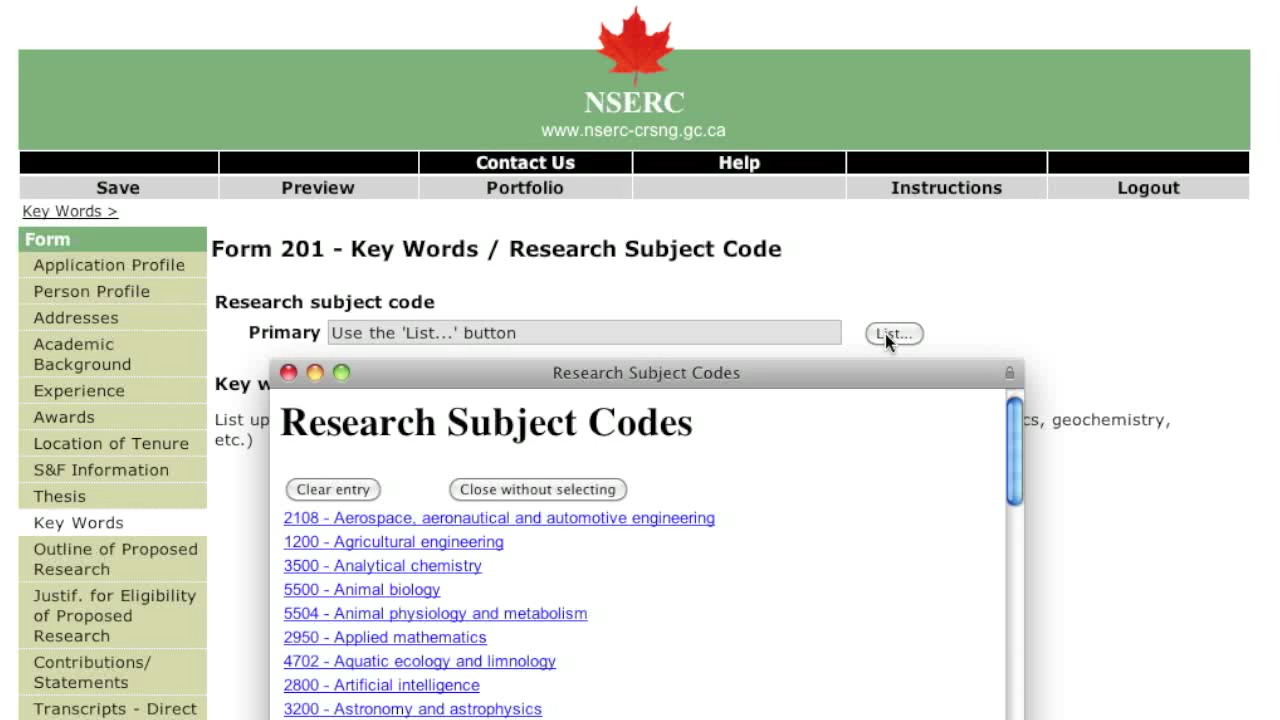 NSERC
www.nserc-crsng.gc.ca
Contact Us Help
Save Preview Portfolio Instructions Logout
Key Words >
Form
Application Profile
Person Profile
Addresses
Academic
Background
Experience
Awards
Location of Tenure
S&F Information
Thesis
Key Words
Outline of Proposed
Research
Justif. for Eligibility
of Proposed
Research
Contributions/
Statements
Transcripts - Direct
Form 201 - Key Words / Research Subject Code
Research subject code
Primary Use the 'List...' button List...
Key w
List up cs, geochemistry,
etc.)
Research Subject Codes
Research Subject Codes
Clear entry Close without selecting
2108 - Aerospace, aeronautical and automotive engineering
1200 - Agricultural engineering
3500 - Analytical chemistry
5500 - Animal biology
5504 - Animal physiology and metabolism
2950 - Applied mathematics
4702 - Aquatic ecology and limnology
2800 - Artificial intelligence
3200 - Astronomy and astrophysics